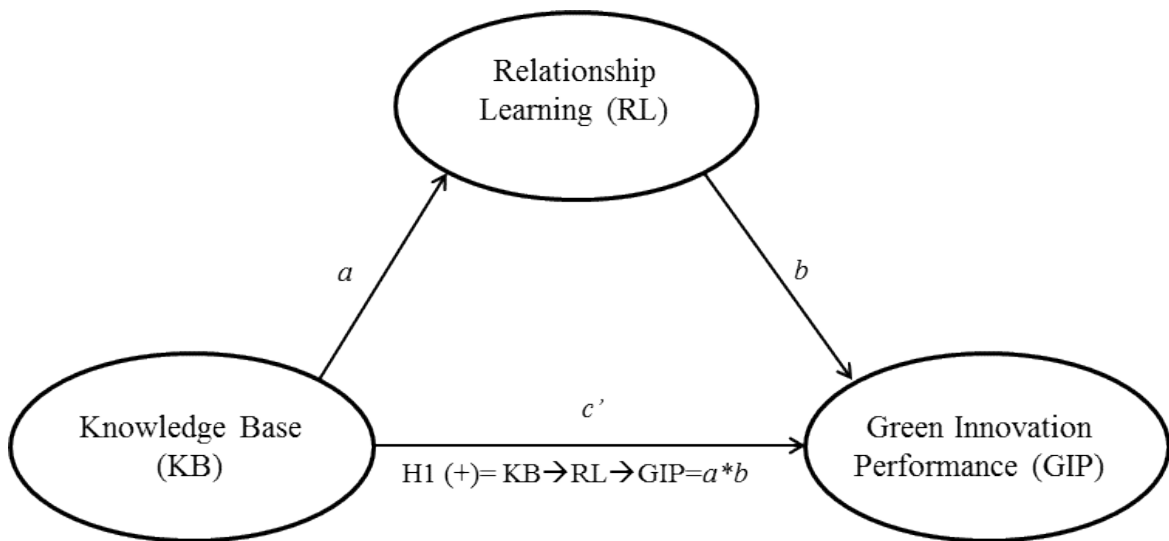 Relationship
Learning (RL)
a
b
c’
Knowledge Base
(KB)
H1 (+)= KB→RL→GIP=a*b
Green Innovation
Performance (GIP)